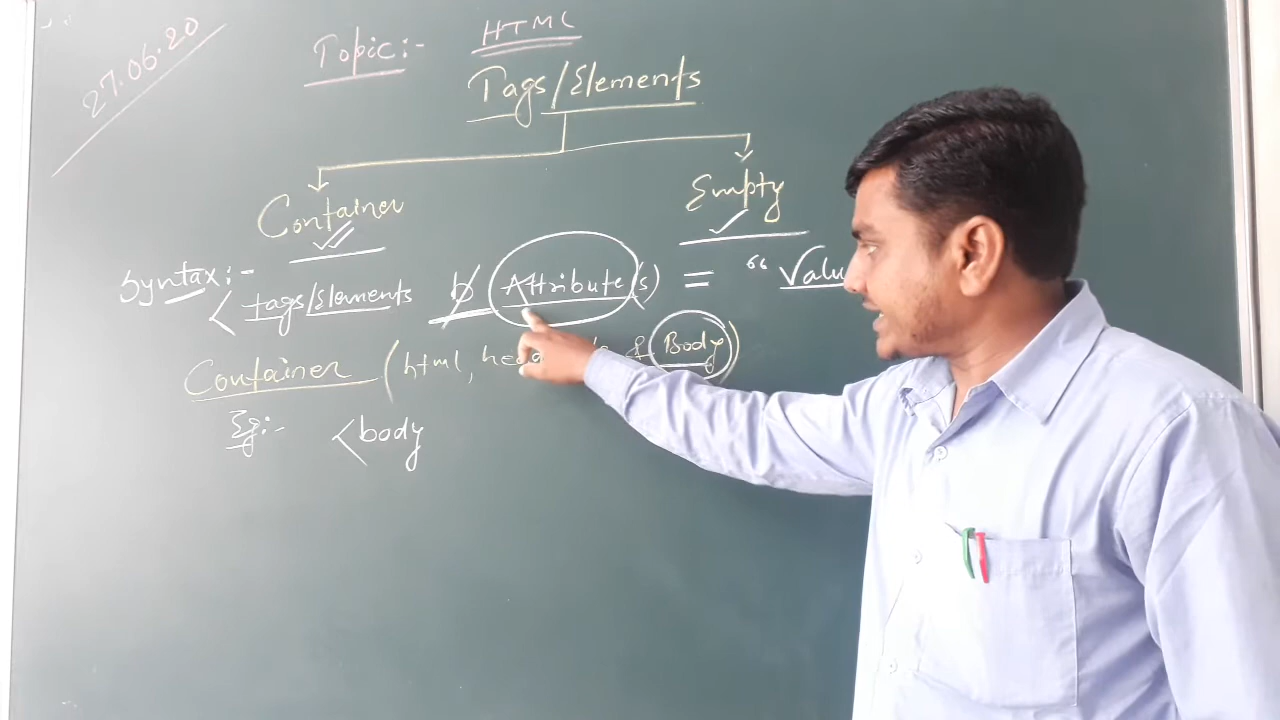 27.06.20
Topic:- HTML
Tags/Elements
Container Empty
Syntax:-
< tags/Elements b Attribute(s) = “ Valu
Container (html, head & Body)
Eg:- <body